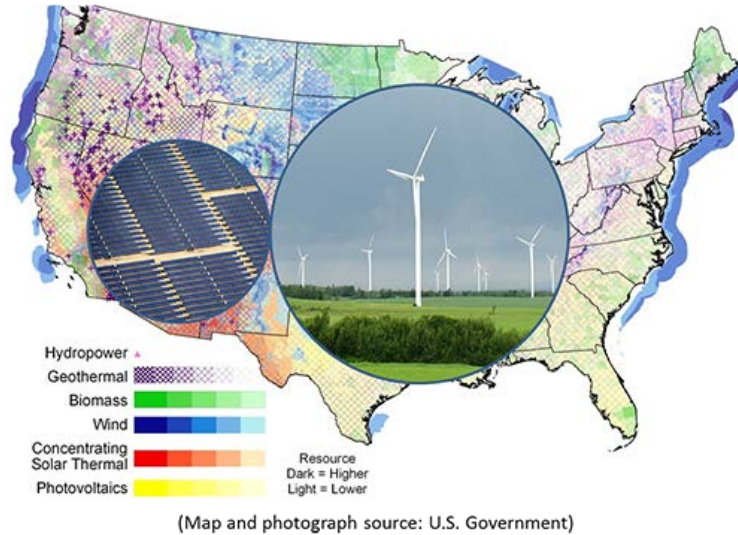 Hydropower
Geothermal
Biomass
Wind
Concentrating
Solar Thermal
Photovoltaics
Resource
Dark = Higher
Light = Lower
(Map and photograph source: U.S. Government)